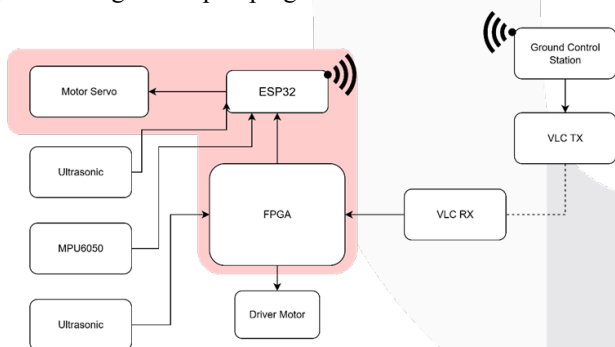 Ground Control
Station
Motor Servo
ESP32
VLC TX
Ultrasonic
FPGA
VLC RX
MPU6050
Ultrasonic
Driver Motor